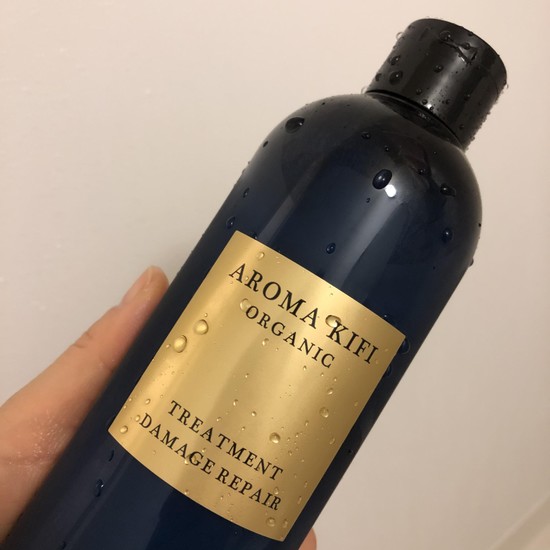 AROMA KIFI
ORGANIC
TREATMENT
DAMAGE REPAIR